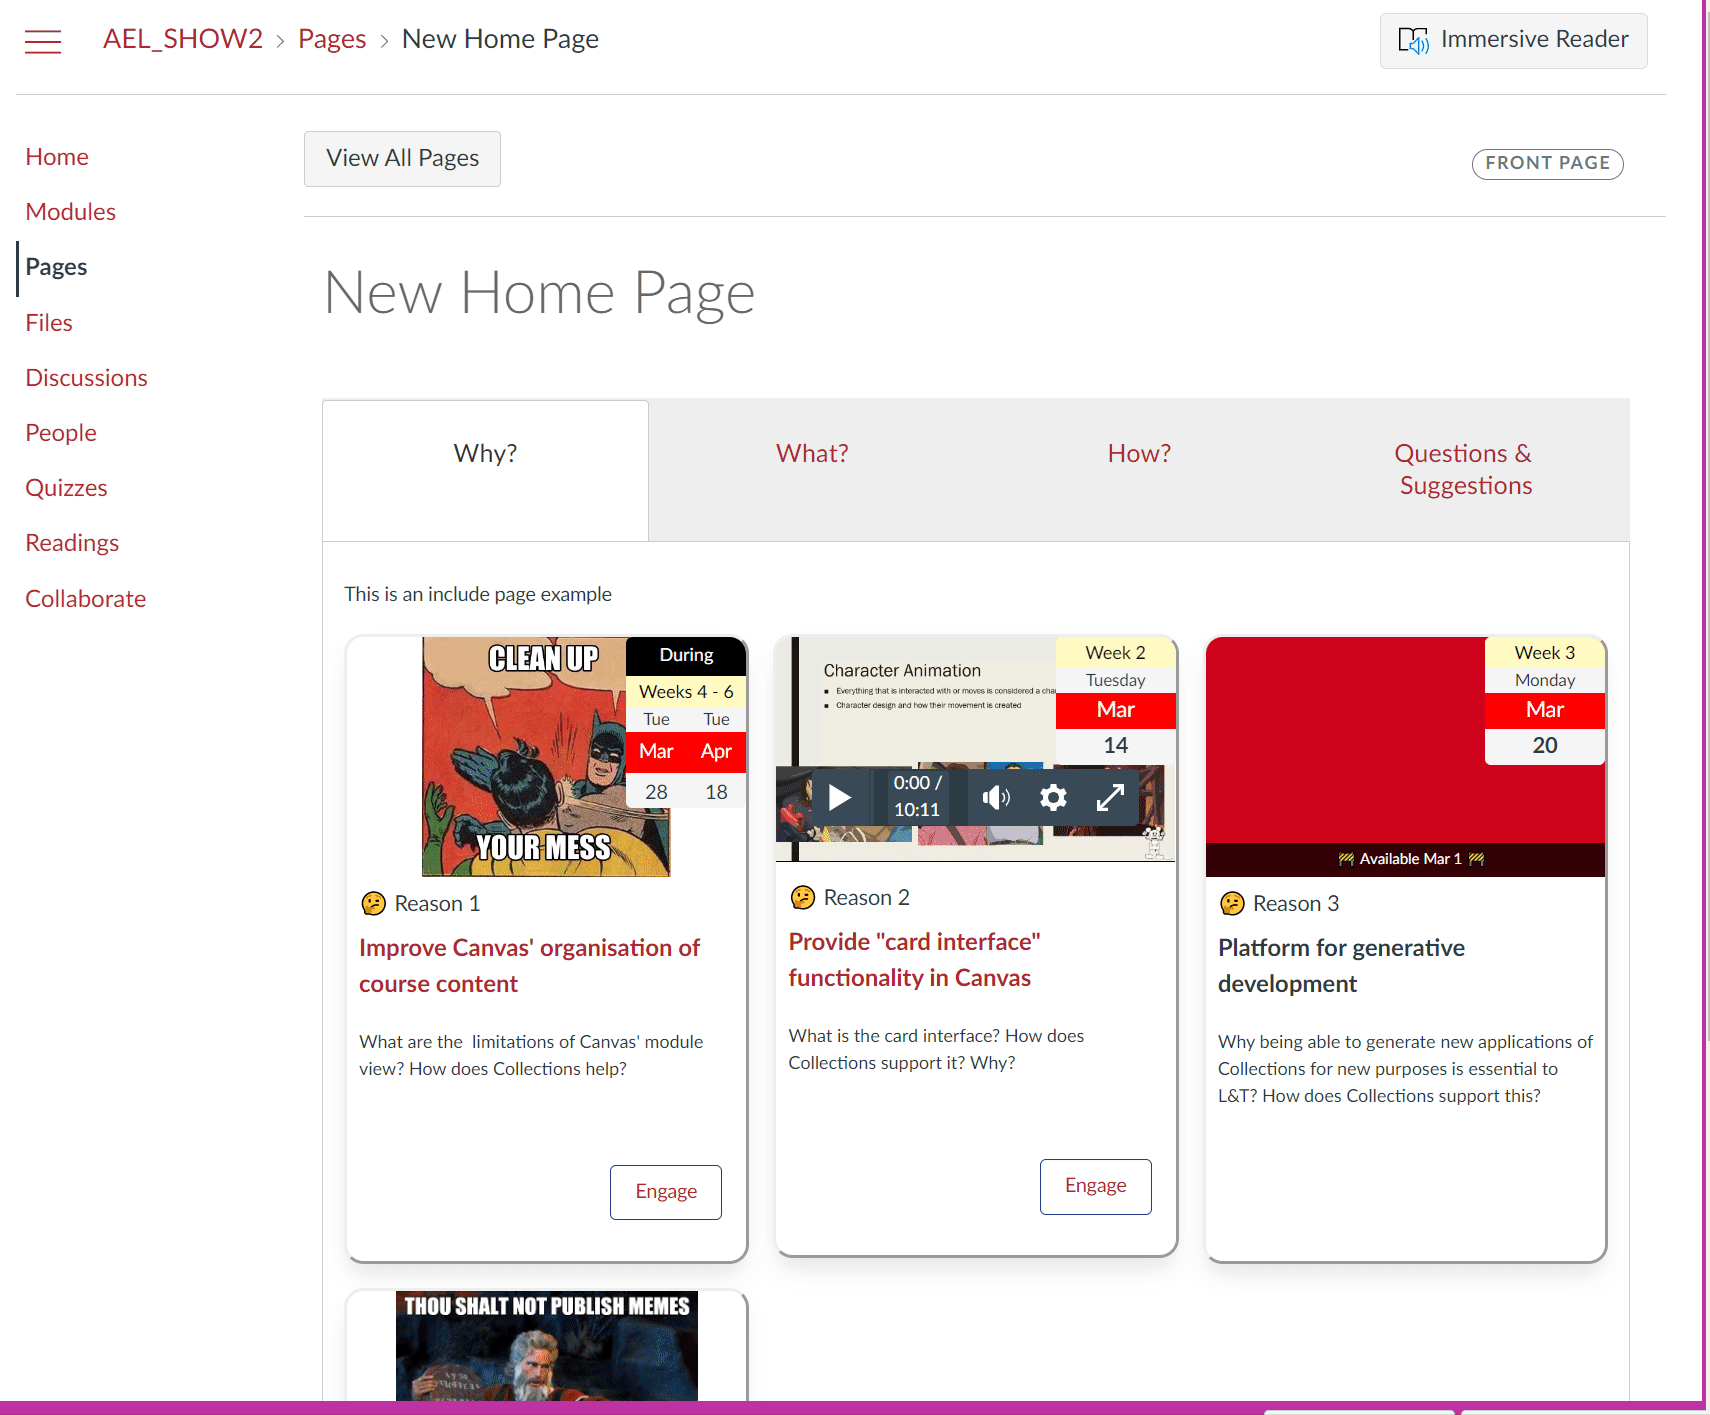 AEL_SHOW2 > Pages > New Home Page
Immersive Reader
Home
Modules
Pages
Files
Discussions
People
Quizzes
Readings
Collaborate
View All Pages
FRONT PAGE
New Home Page
Why?
What?
How?
Questions &
Suggestions
This is an include page example
CLEAN UP
YOUR MESS
During
Weeks 4 - 6
Tue Tue
Mar Apr
28 18
Reason 1
Improve Canvas' organisation of
course content
What are the limitations of Canvas' module
view? How does Collections help?
Engage
Character Animation
Everything that is interacted with or moves is considered a cha
Character design and how their movement is created
Week 2
Tuesday
Mar
14
0:00 /
10:11
Reason 2
Provide "card interface"
functionality in Canvas
What is the card interface? How does
Collections support it? Why?
Engage
Week 3
Monday
Mar
20
Available Mar 1
Reason 3
Platform for generative
development
Why being able to generate new applications of
Collections for new purposes is essential to
L&T? How does Collections support this?
THOU SHALT NOT PUBLISH MEMES